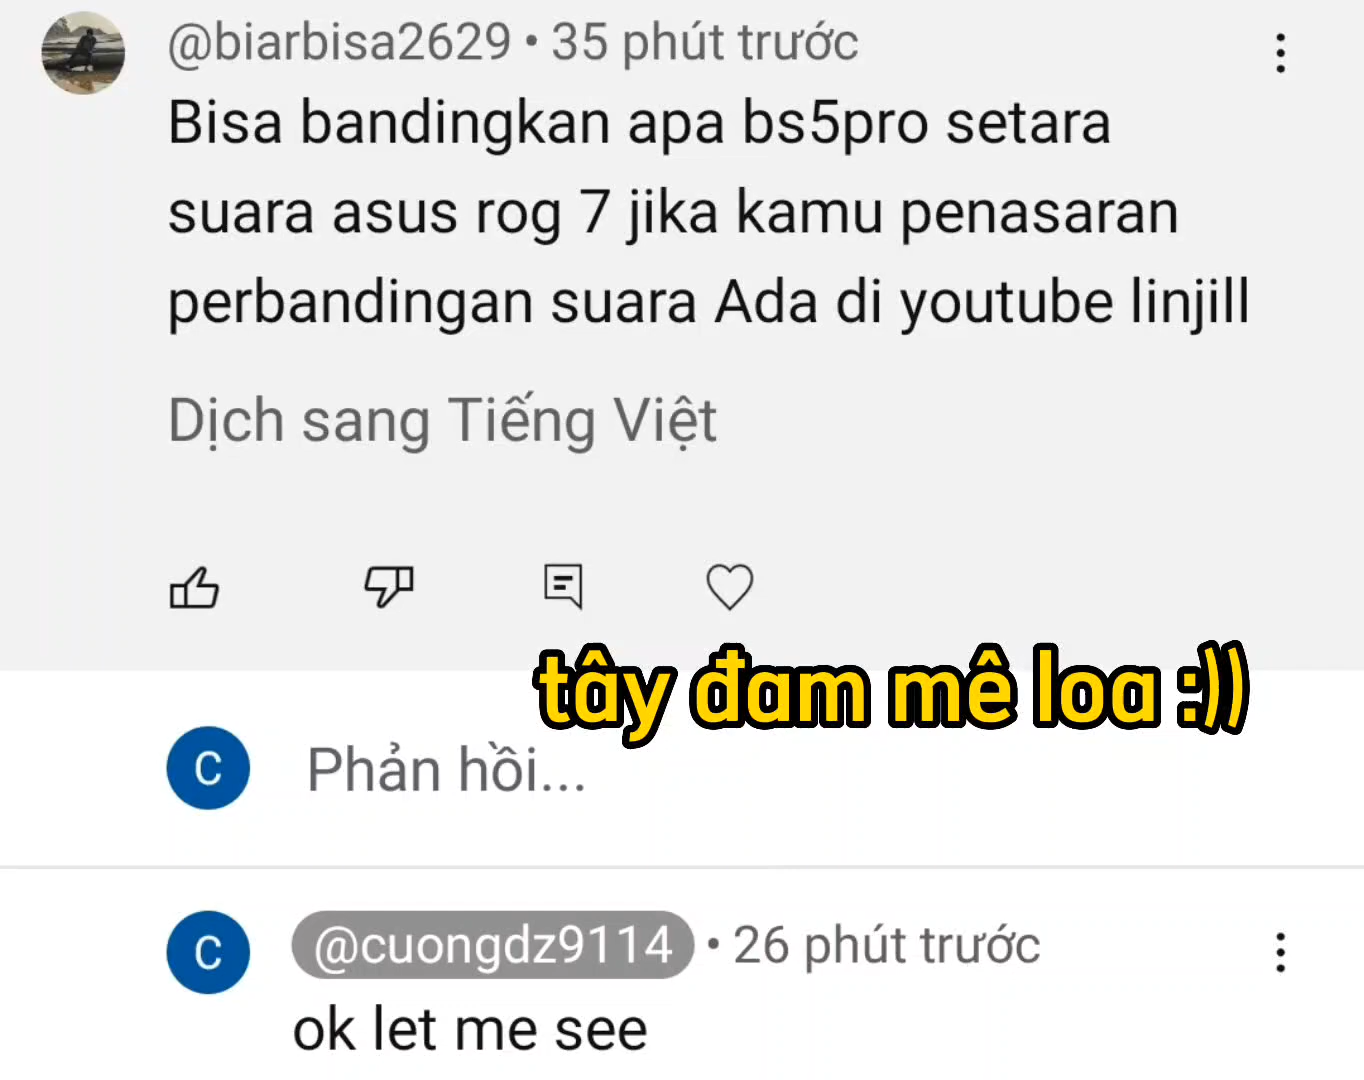 @biarbisa2629 • 35 phút trước
Bisa bandingkan apa bs5pro setara
suara asus rog 7 jika kamu penasaran
perbandingan suara Ada di youtube linjill
Dịch sang Tiếng Việt
tây đam mê loa :))
C Phản hồi...
C @cuongdz9114 • 26 phút trước
ok let me see